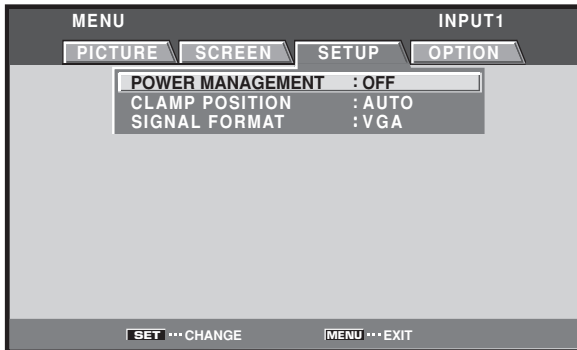 MENU INPUT1
PICTURE SCREEN SETUP OPTION
POWER MANAGEMENT : OFF
CLAMP POSITION : AUTO
SIGNAL FORMAT : VGA
SET ··· CHANGE MENU ··· EXIT